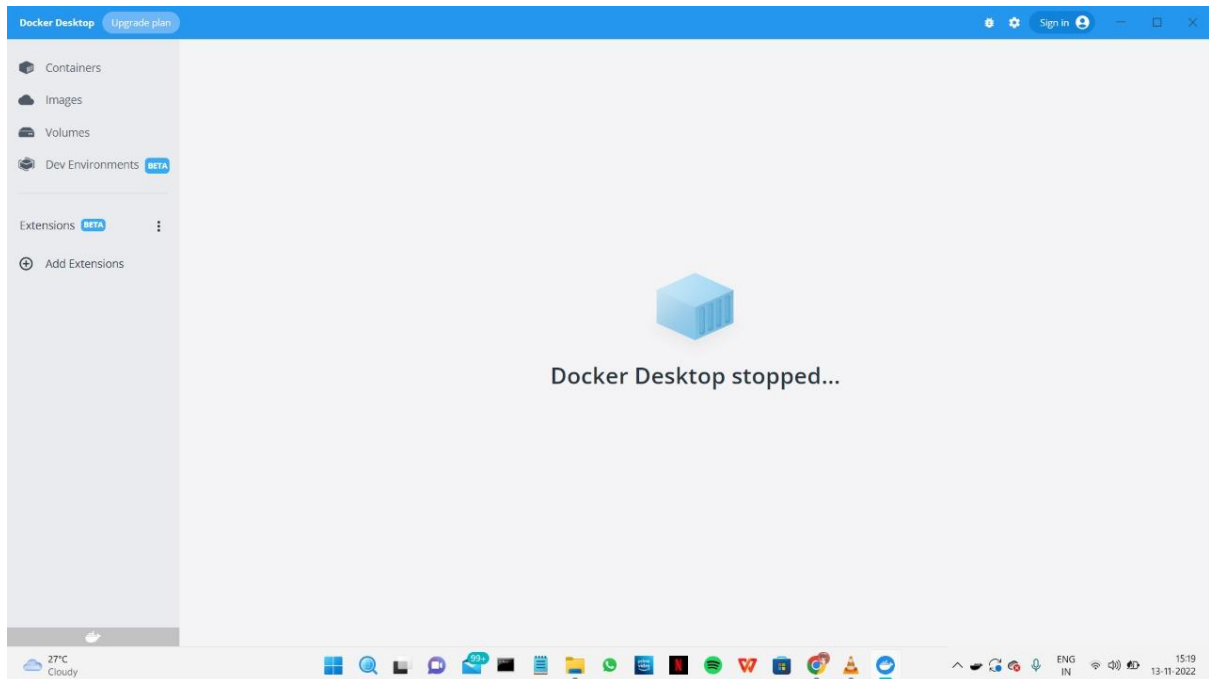 Docker Desktop Upgrade plan Sign in
Containers
Images
Volumes
Dev Environments BETA
Extensions BETA
Add Extensions
Docker Desktop stopped...
27°C
Cloudy
99+
ENG
IN
15:19
13-11-2022